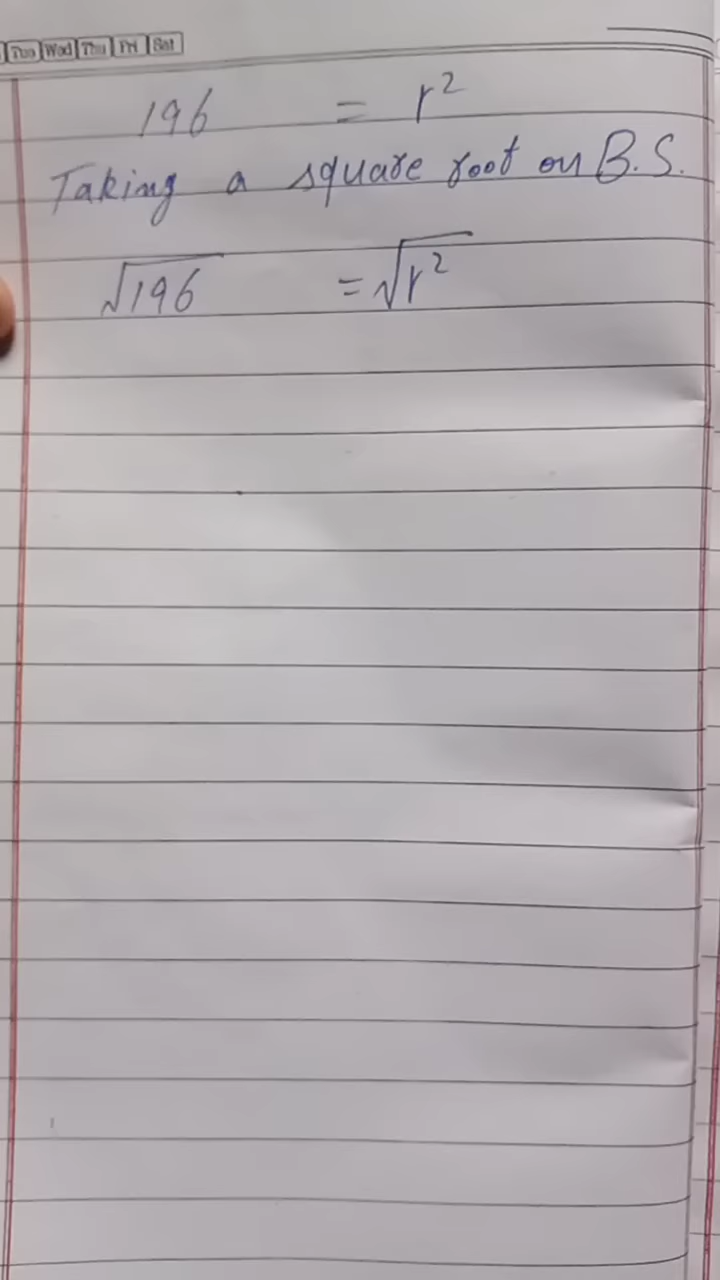 Tue Wed Thu Fri Sat
196 = r²
Taking a square root on B.S.
√196 = √r²